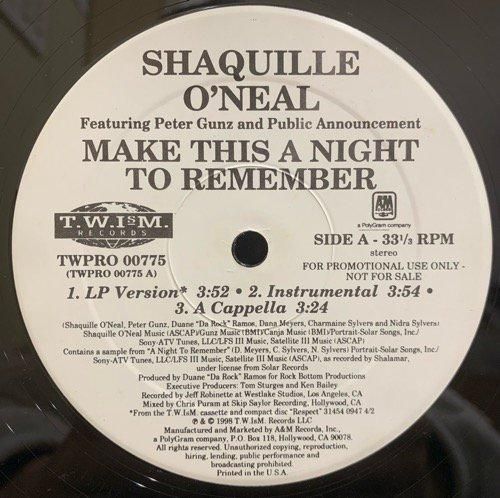 SHAQUILLE
O'NEAL
Featuring Peter Gunz and Public Announcement
MAKE THIS A NIGHT
TO REMEMBER
T.W.IsM.
RECORDS
TWPRO 00775
(TWPRO 00775 A)
A&M
RECORDS
a PolyGram company
SIDE A - 33 1/3 RPM
stereo
FOR PROMOTIONAL USE ONLY -
NOT FOR SALE
1. LP Version* 3:52 • 2. Instrumental 3:54 •
3. A Cappella 3:24
(Shaquille O'Neal, Peter Gunz, Duane "Da Rock" Ramos, Dana Meyers, Charmaine Sylvers and Nidra Sylvers)
Shaquille O'Neal Music (ASCAP)/Gunz Music (BMI)/Canja Music (BMI)/Portrait-Solar Songs, Inc./
Sony-ATV Tunes, LLC/LFS III Music, Satellite III Music (ASCAP)
Contains a sample from "A Night To Remember" (D. Meyers, C. Sylvers, N. Sylvers) Portrait-Solar Songs, Inc./
Sony-ATV Tunes, LLC/LFS III Music, Satellite III Music (ASCAP), as recorded by Shalamar,
under license from Solar Records
Produced by Duane "Da Rock" Ramos for Rock Bottom Productions
Executive Producers: Tom Sturges and Ken Bailey
Recorded by Jeff Robinette at Westlake Studios, Los Angeles, CA
Mixed by Chris Puram at Skip Saylor Recording, Hollywood, CA
*From the T.W.IsM. cassette and compact disc "Respect" 31454 0947 4/2
℗ & © 1998 T.W.IsM. Records LLC
Manufactured and Marketed by A&M Records, Inc.,
a PolyGram company, P.O. Box 118, Hollywood, CA 90078.
All rights reserved. Unauthorized copying, reproduction,
hiring, lending, public performance and
broadcasting prohibited.
Printed in the U.S.A.